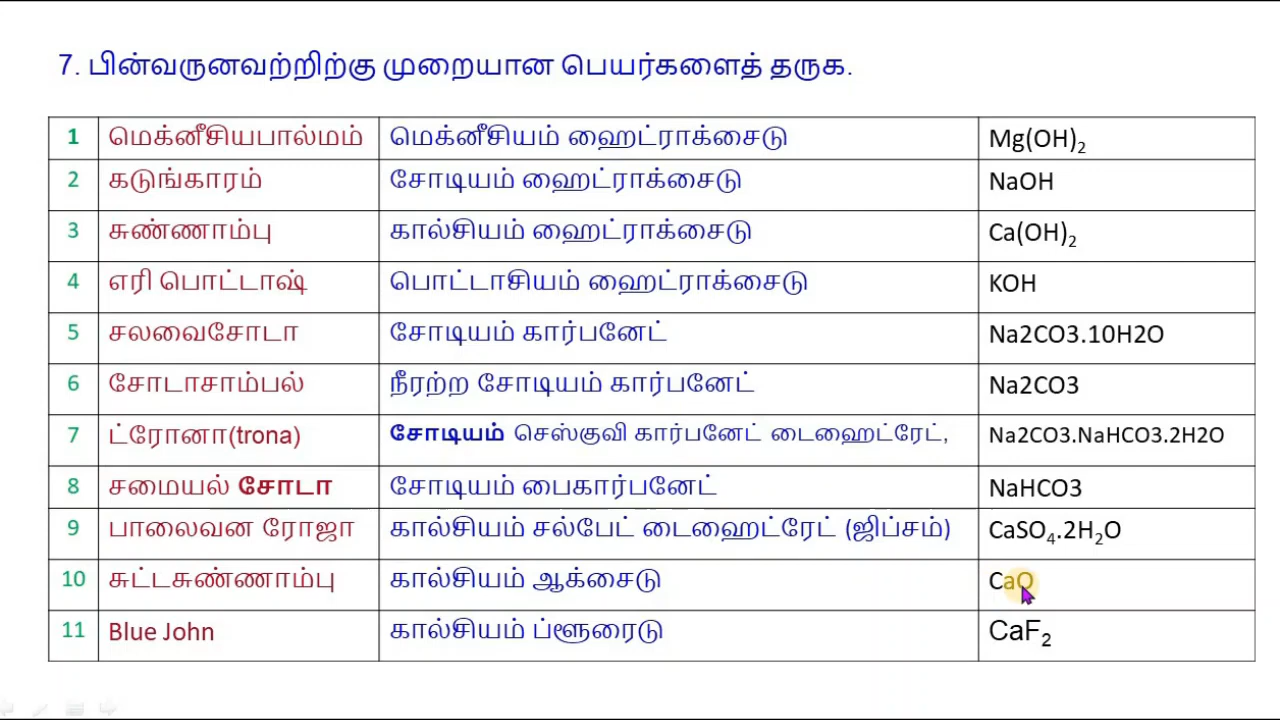 7. பின்வருனவற்றிற்கு முறையான பெயர்களைத் தருக.
1 மெக்னீசியபால்மம் மெக்னீசியம் ஹைட்ராக்சைடு Mg(OH)₂
2 கடுங்காரம் சோடியம் ஹைட்ராக்சைடு NaOH
3 சுண்ணாம்பு கால்சியம் ஹைட்ராக்சைடு Ca(OH)₂
4 எரி பொட்டாஷ் பொட்டாசியம் ஹைட்ராக்சைடு KOH
5 சலவைசோடா சோடியம் கார்பனேட் Na2CO3.10H2O
6 சோடாசாம்பல் நீரற்ற சோடியம் கார்பனேட் Na2CO3
7 ட்ரோனா(trona) சோடியம் செஸ்குவி கார்பனேட் டைஹைட்ரேட், Na2CO3.NaHCO3.2H2O
8 சமையல் சோடா சோடியம் பைகார்பனேட் NaHCO3
9 பாலைவன ரோஜா கால்சியம் சல்பேட் டைஹைட்ரேட் (ஜிப்சம்) CaSO₄.2H₂O
10 சுட்டசுண்ணாம்பு கால்சியம் ஆக்சைடு CaO
11 Blue John கால்சியம் ப்ளூரைடு CaF₂